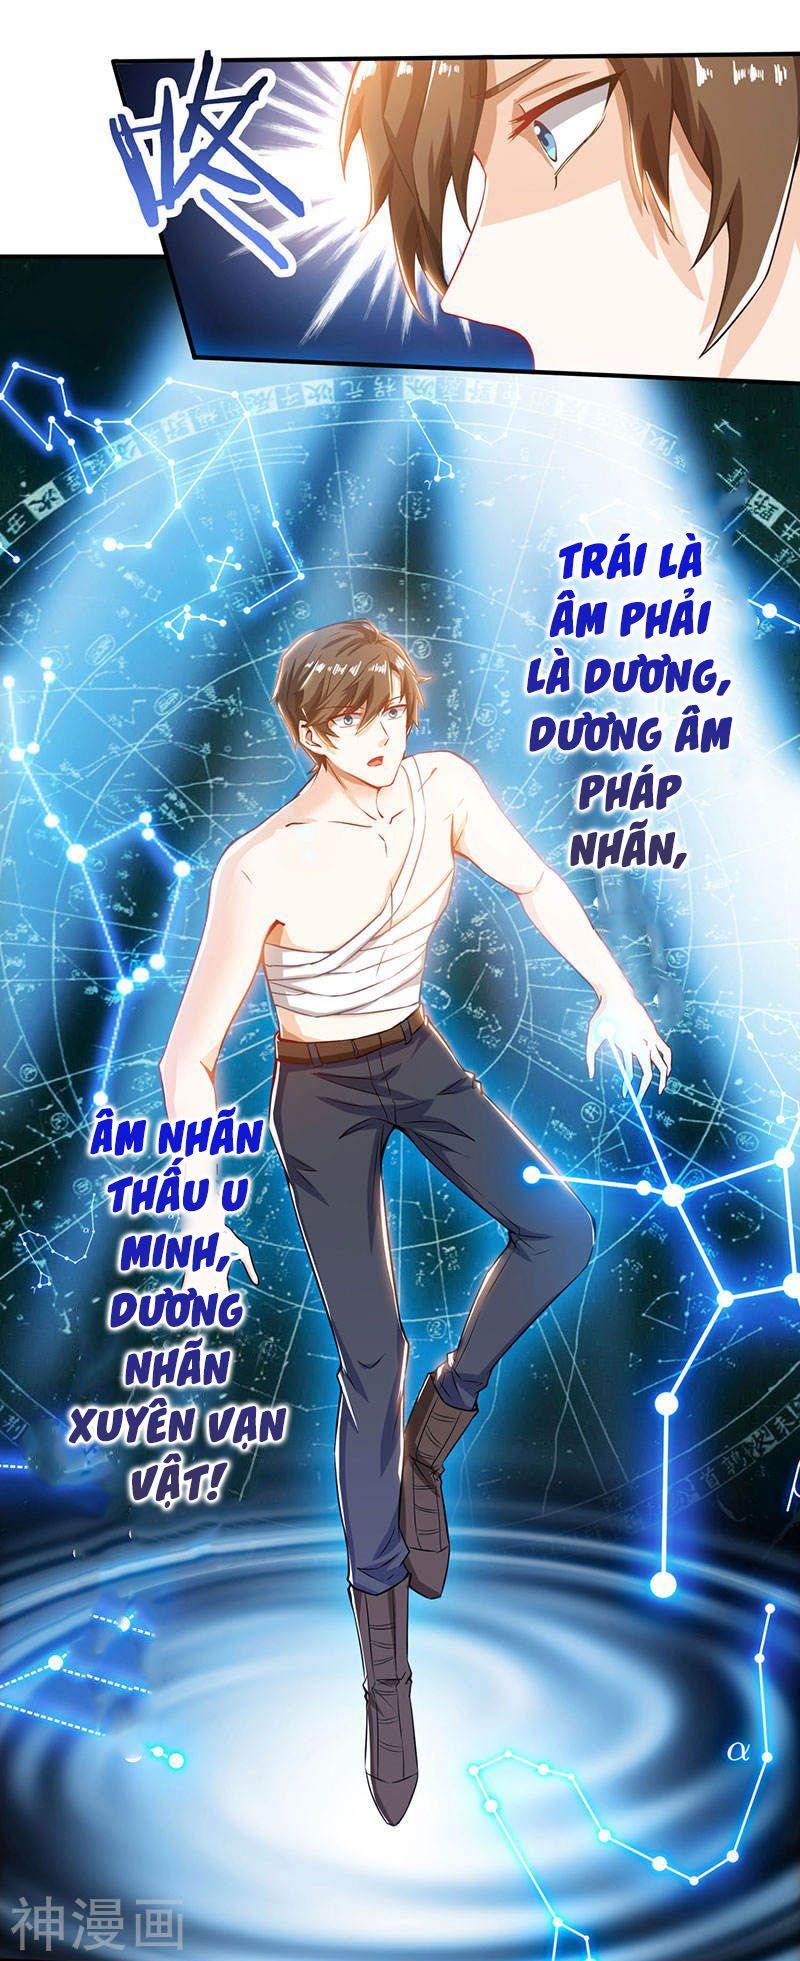 咚
TRÁI LÀ
ÂM PHẢI
LÀ DƯƠNG,
DƯƠNG ÂM
PHÁP
NHÃN,
ÂM NHÃN
THẤU U
MINH,
DƯƠNG
NHÃN
XUYÊN VẠN
VẬT!
α
神漫画